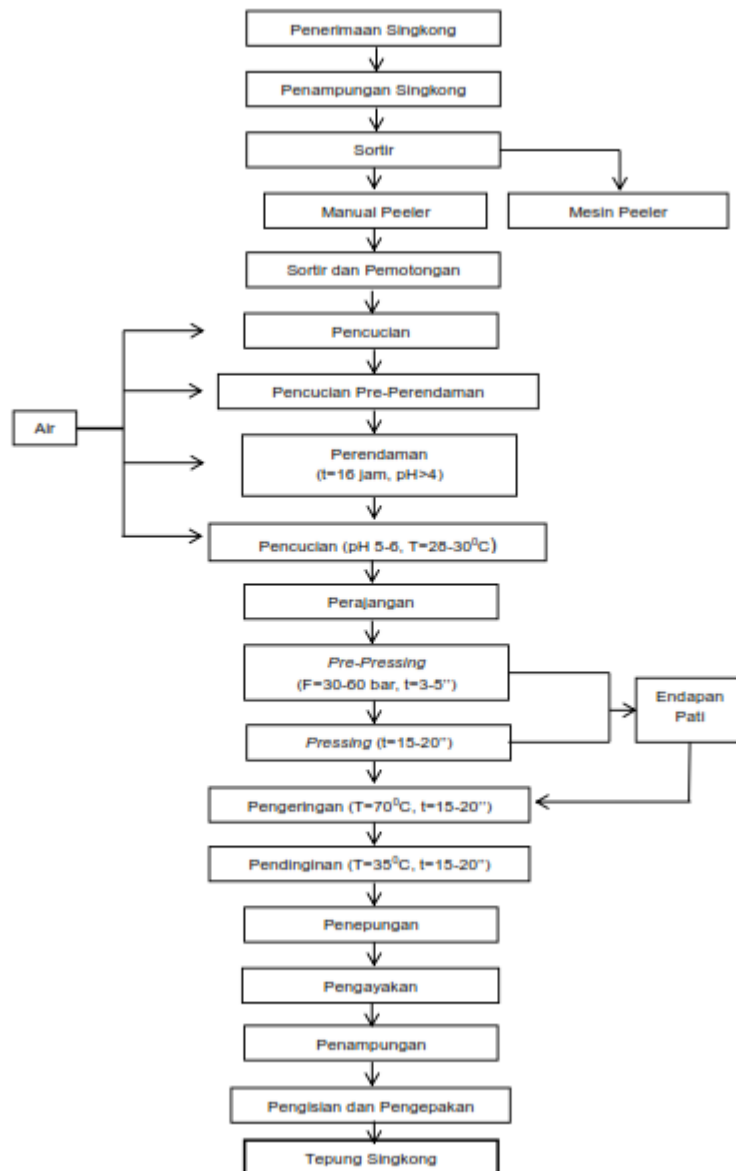 Penerimaan Singkong
Penampungan Singkong
Sortir
Manual Peeler
Mesin Peeler
Sortir dan Pemotongan
Pencucian
Pencucian Pre-Perendaman
Air
Perendaman
(t=16 jam, pH>4)
Pencucian (pH 5-6, T=28-30⁰C)
Perajangan
Pre-Pressing
(F=30-60 bar, t=3-5’’)
Endapan
Pati
Pressing (t=15-20’’)
Pengeringan (T=70⁰C, t=15-20’’)
Pendinginan (T=35⁰C, t=15-20’’)
Penepungan
Pengayakan
Penampungan
Pengisian dan Pengepakan
Tepung Singkong